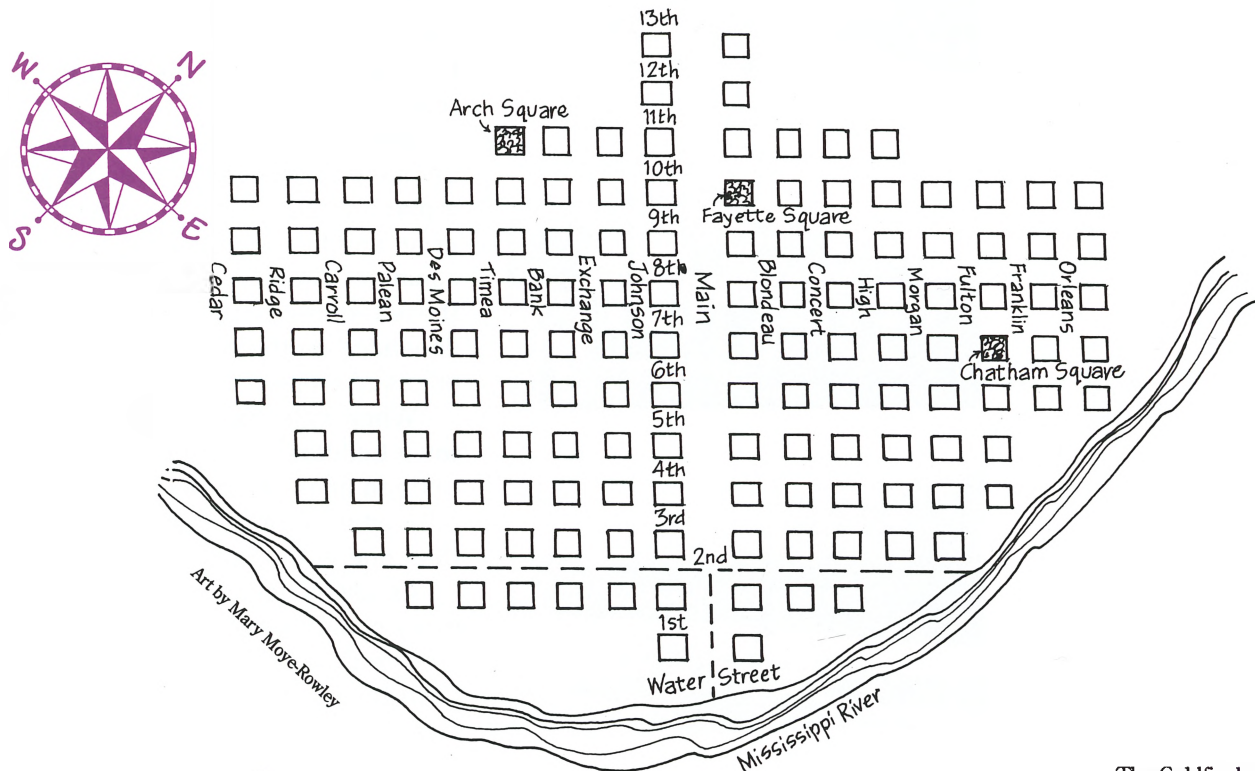 13th
W
N
12th
Arch Square
11th
10th
9th
Fayette Square
S
E
8th
Cedar
Ridge
Carroll
Palean
Des Moines
Timea
Bank
Exchange
Johnson
Main
Blondeau
Concert
High
Morgan
Fulton
Franklin
Orleans
7th
6th
Chatham Square
5th
4th
3rd
2nd
Art by Mary Moye-Rowley
1st
Water Street
Mississippi River